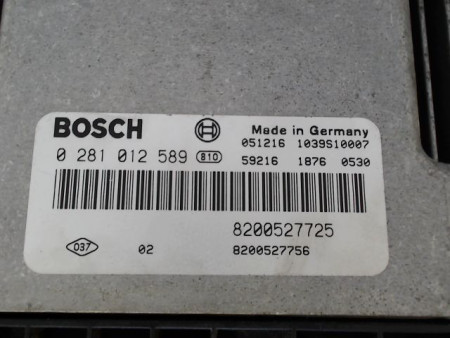 BOSCH
Made in Germany
051216 1039S10007
0 281 012 589 810
59216 1876 0530
8200527725
037 02 8200527756